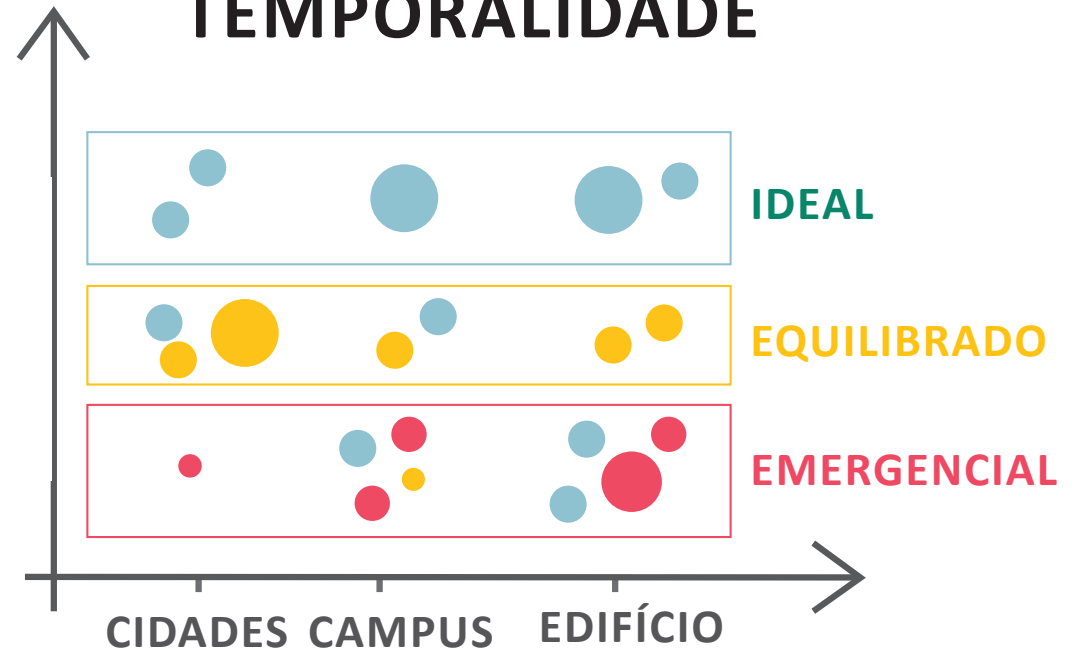 TEMPORALIDADE
IDEAL
EQUILIBRADO
EMERGENCIAL
CIDADES CAMPUS EDIFÍCIO